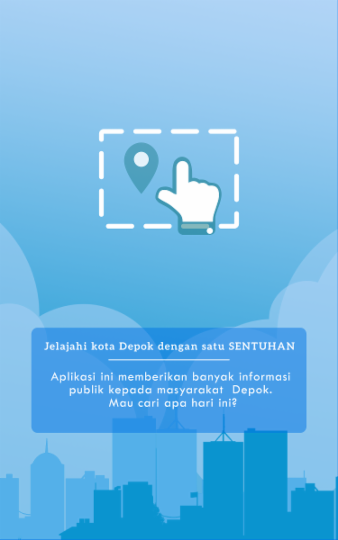 Jelajahi kota Depok dengan satu SENTUHAN
Aplikasi ini memberikan banyak informasi
publik kepada masyarakat Depok.
Mau cari apa hari ini?